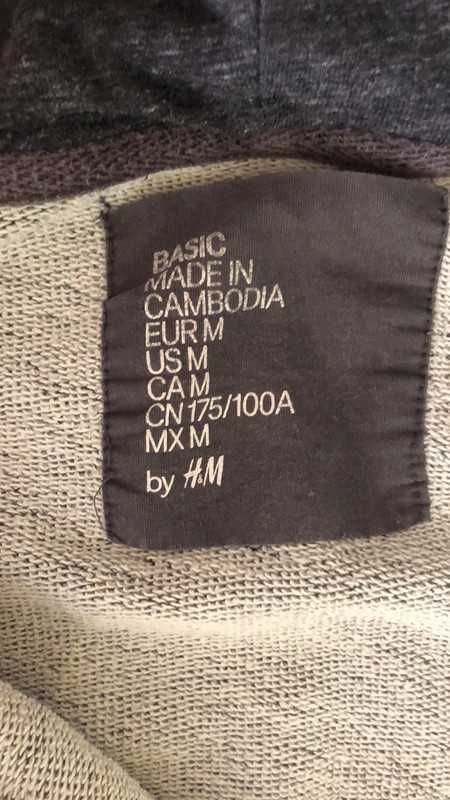 BASIC
MADE IN
CAMBODIA
EUR M
US M
CA M
CN 175/100A
MX M
by H&M